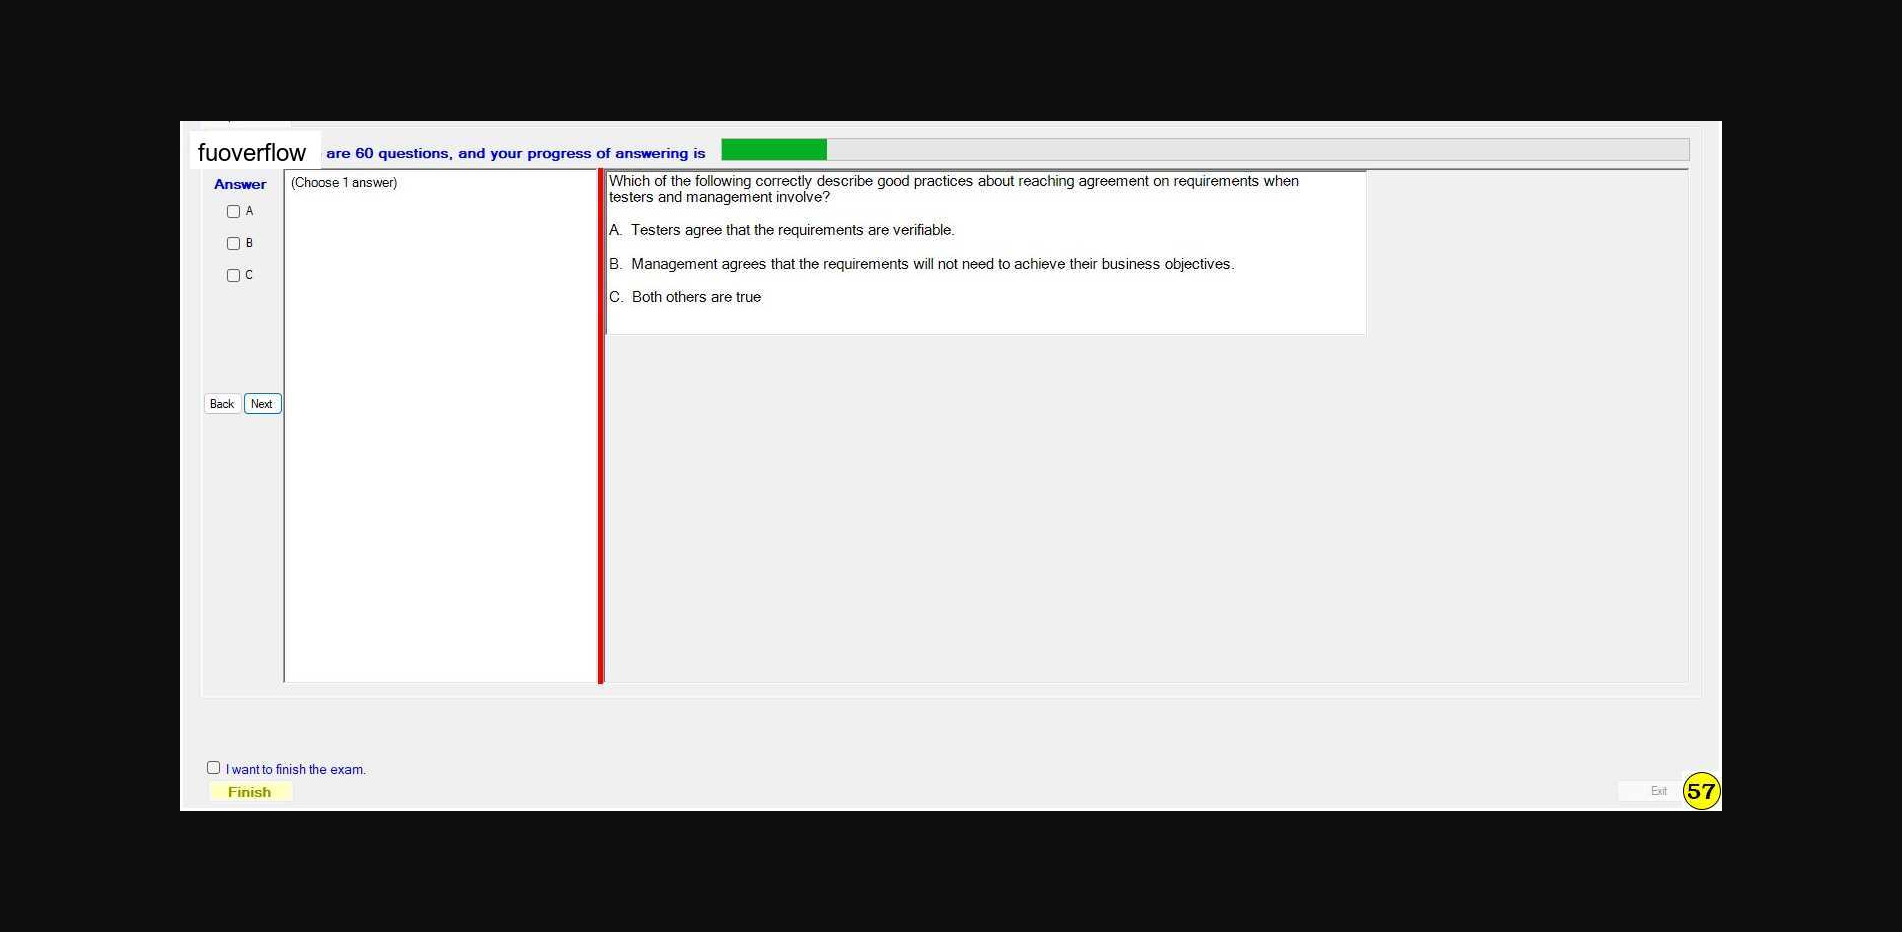 fuoverflow are 60 questions, and your progress of answering is
Answer
(Choose 1 answer)
A
B
C
Back Next
Which of the following correctly describe good practices about reaching agreement on requirements when
testers and management involve?
A. Testers agree that the requirements are verifiable.
B. Management agrees that the requirements will not need to achieve their business objectives.
C. Both others are true
I want to finish the exam.
Finish
Exit
57